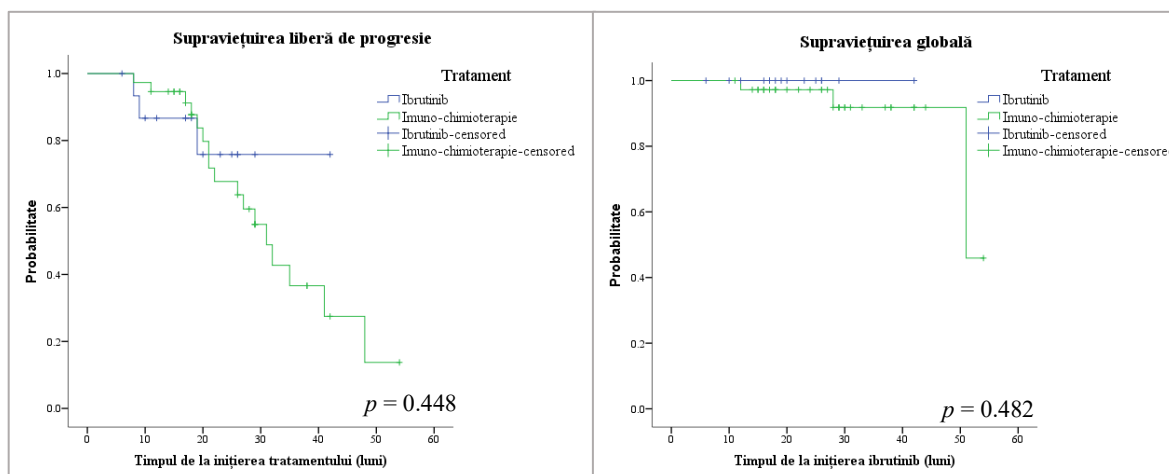 Supraviețuirea liberă de progresie
Tratament
Ibrutinib
Imuno-chimioterapie
Ibrutinib-censored
Imuno-chimioterapie-censored
Probabilitate
1.0
0.8
0.6
0.4
0.2
0.0
p = 0.448
0 10 20 30 40 50 60
Timpul de la inițierea tratamentului (luni)
Supraviețuirea globală
Tratament
Ibrutinib
Imuno-chimioterapie
Ibrutinib-censored
Imuno-chimioterapie-censored
Probabilitate
1.0
0.8
0.6
0.4
0.2
0.0
p = 0.482
0 10 20 30 40 50 60
Timpul de la inițierea ibrutinib (luni)